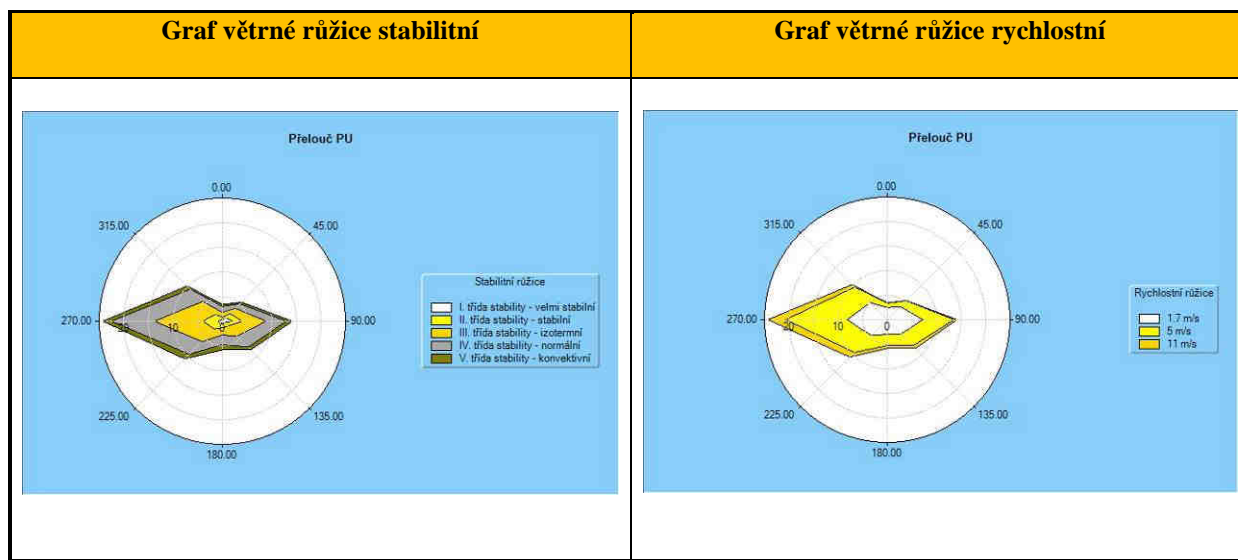 Graf větrné růžice stabilitní
Graf větrné růžice rychlostní
Přelouč PU
0.00
315.00
45.00
270.00
20
10
0
90.00
225.00
135.00
180.00
Stabilitní růžice
I. třída stability - velmi stabilní
II. třída stability - stabilní
III. třída stability - izotermní
IV. třída stability - normální
V. třída stability - konvektivní
Přelouč PU
0.00
315.00
45.00
270.00
20
10
0
90.00
225.00
135.00
180.00
Rychlostní růžice
1.7 m/s
5 m/s
11 m/s